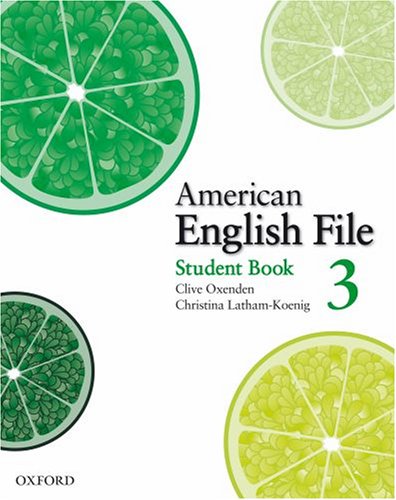 American
English File
Student Book 3
Clive Oxenden
Christina Latham-Koenig
OXFORD